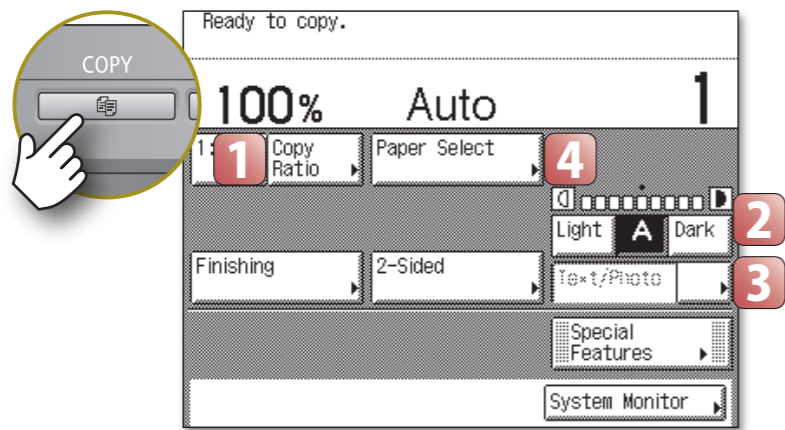 Ready to copy.
COPY
100% Auto 1
1: 1 Copy Ratio Paper Select 4
Light A Dark 2
Finishing 2-Sided Text/Photo 3
Special Features
System Monitor